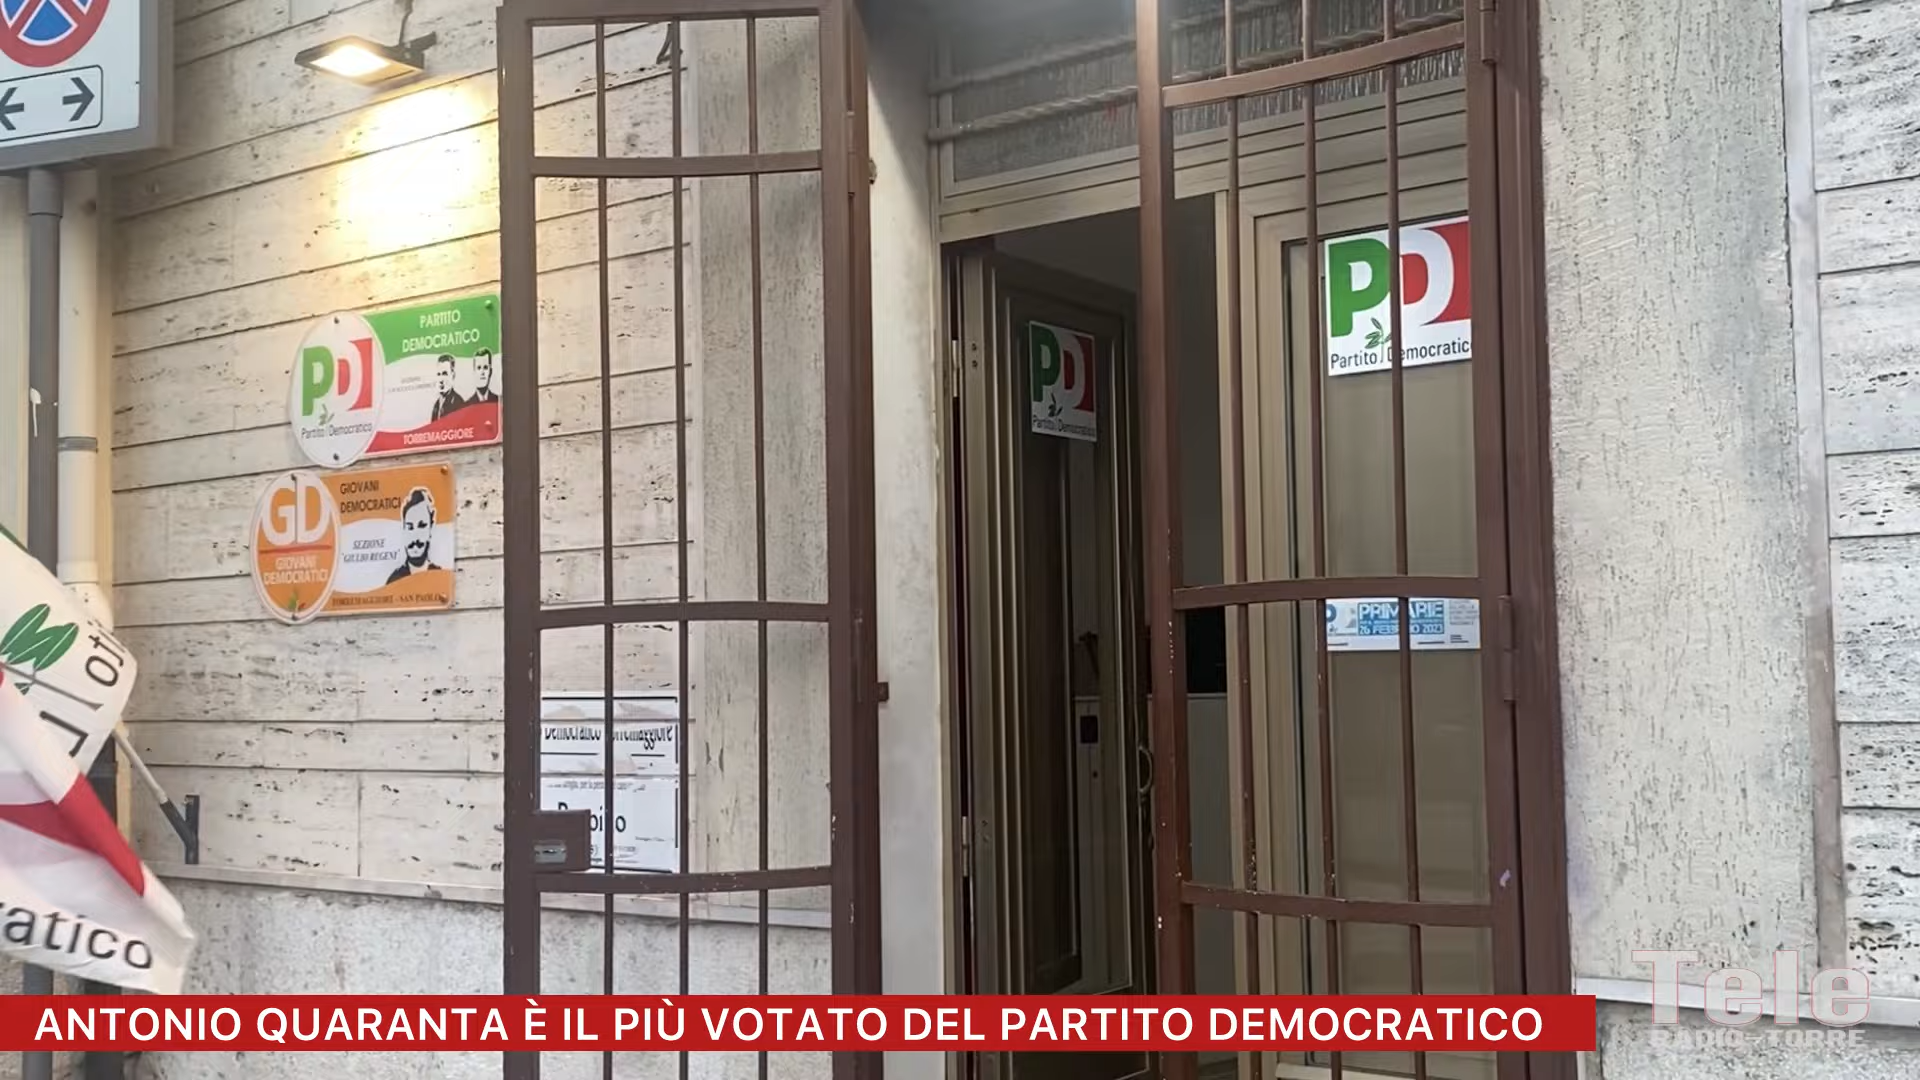 PD
Partito Democratico
PARTITO
DEMOCRATICO
TORREMAGGIORE
GD
GIOVANI
DEMOCRATICI
GIOVANI
DEMOCRATICI
SEZIONE
"GIULIO REGENI"
TORREMAGGIORE - SAN PAOLO
PD
Partito Democratico
PD
Partito Democratico
PRIMARIE
26 FEBBRAIO 2023
Democratico Torremaggiore
ratico
ANTONIO QUARANTA È IL PIÙ VOTATO DEL PARTITO DEMOCRATICO
Tele
RADIO-TORRE